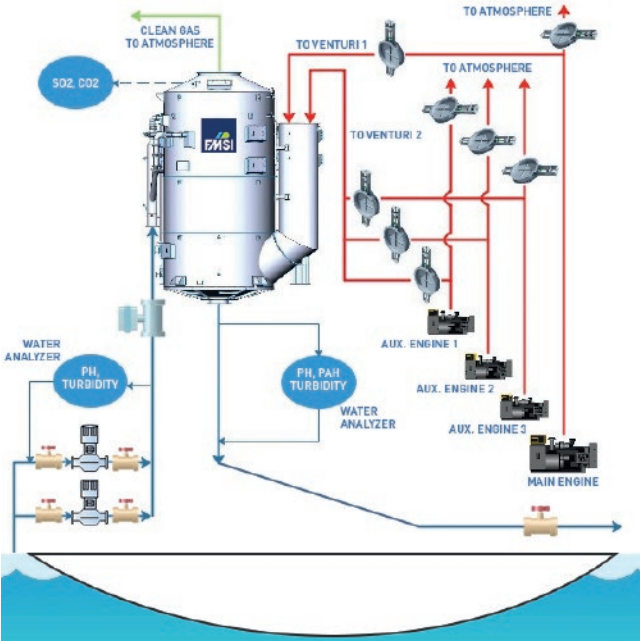 TO ATMOSPHERE
CLEAN GAS
TO ATMOSPHERE
TO VENTURI 1
TO ATMOSPHERE
SO2, CO2
EMSI
TO VENTURI 2
WATER
ANALYZER
AUX. ENGINE 1
PH,
TURBIDITY
PH, PAH
TURBIDITY
AUX. ENGINE 2
WATER
ANALYZER
AUX. ENGINE 3
MAIN ENGINE